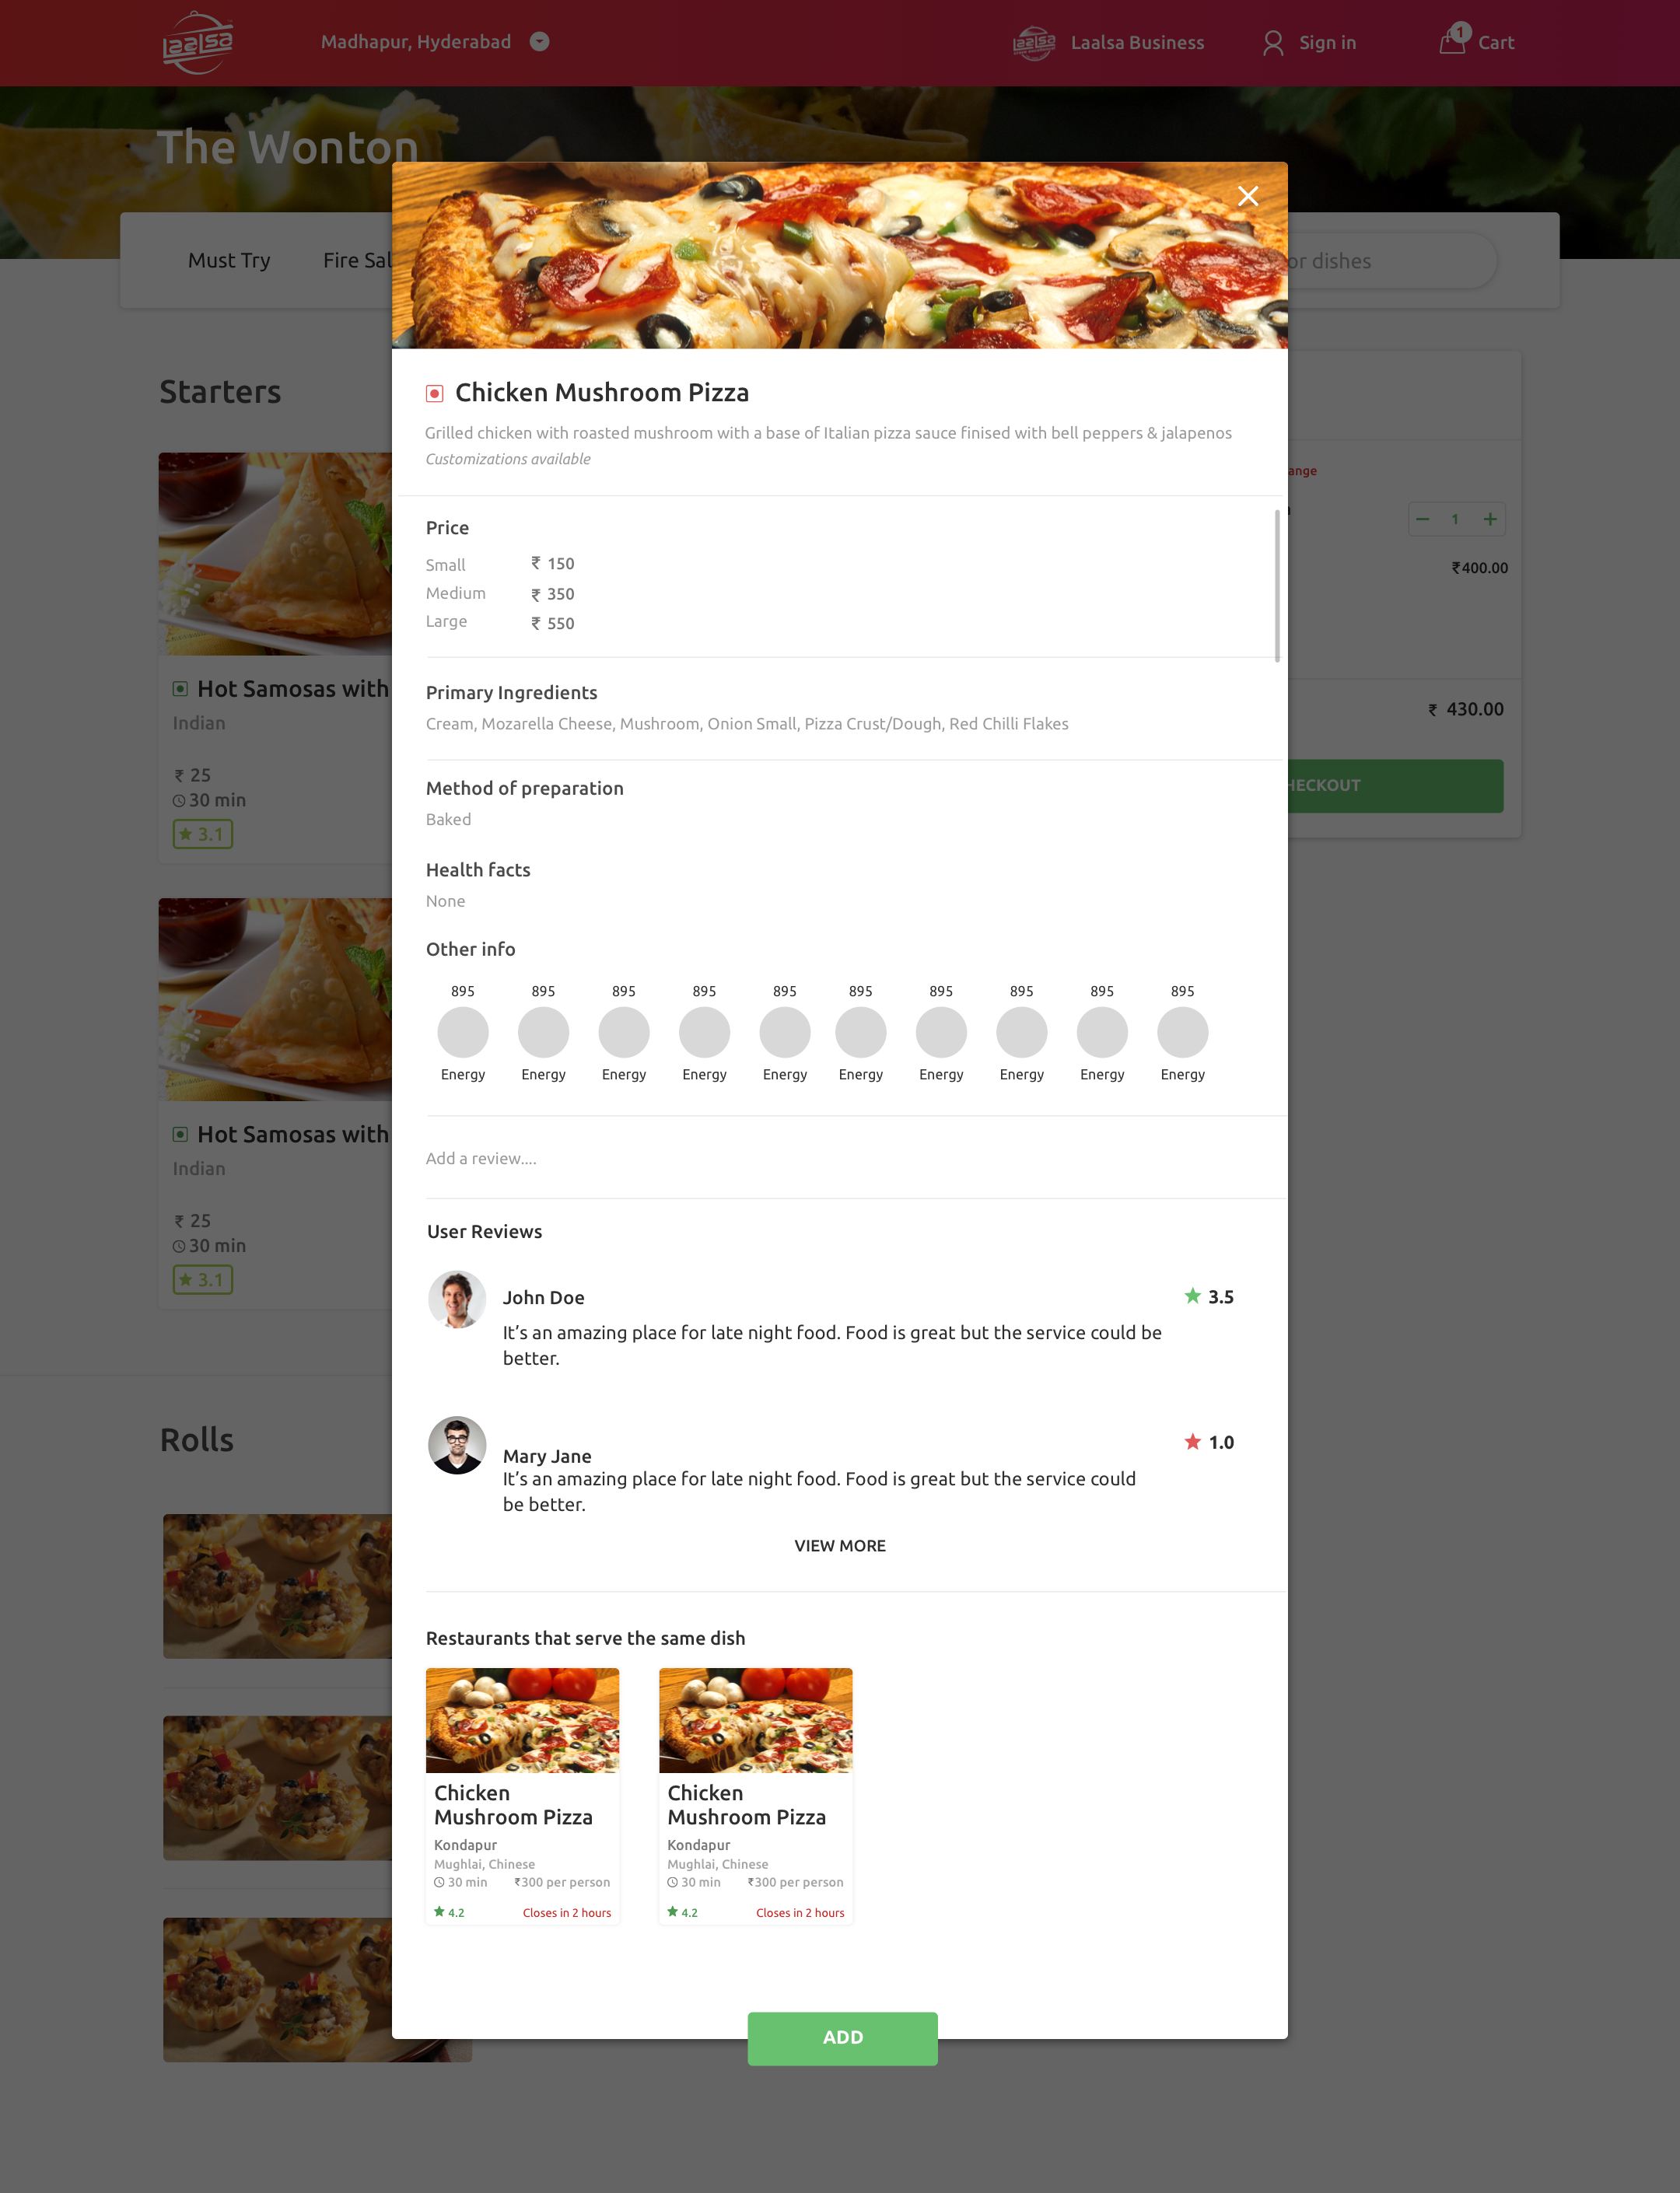 laalsa
Madhapur, Hyderabad
laalsa
Laalsa Business
Sign in
1
Cart
The Wonton
Must Try
Fire Sal
or dishes
Starters
Hot Samosas with
Indian
₹ 25
30 min
3.1
Hot Samosas with
Indian
₹ 25
30 min
3.1
Rolls
Chicken Mushroom Pizza
Grilled chicken with roasted mushroom with a base of Italian pizza sauce finised with bell peppers & jalapenos
Customizations available
Price
Small ₹ 150
Medium ₹ 350
Large ₹ 550
Primary Ingredients
Cream, Mozarella Cheese, Mushroom, Onion Small, Pizza Crust/Dough, Red Chilli Flakes
Method of preparation
Baked
Health facts
None
Other info
895 895 895 895 895 895 895 895 895 895
Energy Energy Energy Energy Energy Energy Energy Energy Energy Energy
Add a review....
User Reviews
John Doe
3.5
It’s an amazing place for late night food. Food is great but the service could be
better.
Mary Jane
1.0
It’s an amazing place for late night food. Food is great but the service could
be better.
VIEW MORE
Restaurants that serve the same dish
Chicken
Mushroom Pizza
Kondapur
Mughlai, Chinese
30 min ₹300 per person
4.2 Closes in 2 hours
Chicken
Mushroom Pizza
Kondapur
Mughlai, Chinese
30 min ₹300 per person
4.2 Closes in 2 hours
ADD
ange
− 1 +
₹400.00
₹ 430.00
HECKOUT